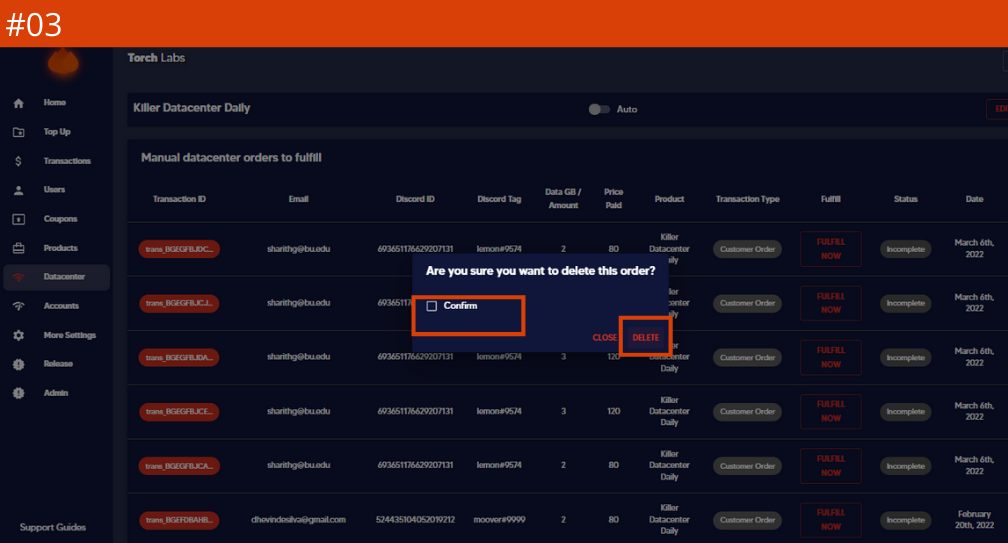 #03
Torch Labs
Home
Top Up
Transactions
Users
Coupons
Products
Datacenter
Accounts
More Settings
Release
Admin
Support Guides
Killer Datacenter Daily
Auto
Manual datacenter orders to fulfill
Transaction ID Email Discord ID Discord Tag Data GB / Amount Price Paid Product Transaction Type Fulfill Status Date
trans_BGEGFBJDC... sharithg@bu.edu 693651176629207131 lemon#9574 2 80 Killer Datacenter Customer Order FULFILL NOW Incomplete March 6th, 2022
trans_BGEGFBJCJ... sharithg@bu.edu Customer Order FULFILL NOW Incomplete March 6th, 2022
trans_BGEGFBJDA... sharithg@bu.edu 693651176629207131 lemon#9574 3 120 Datacenter Daily Customer Order FULFILL NOW Incomplete March 6th, 2022
trans_BGEGFBJCE... sharithg@bu.edu 693651176629207131 lemon#9574 3 120 Killer Datacenter Daily Customer Order FULFILL NOW Incomplete March 6th, 2022
trans_BGEGFBJCA... sharithg@bu.edu 693651176629207131 lemon#9574 2 80 Killer Datacenter Daily Customer Order FULFILL NOW Incomplete March 6th, 2022
trans_BGEFDBAHB... dhevindesilva@gmail.com 524435104052019212 moover#9999 2 80 Killer Datacenter Daily Customer Order FULFILL NOW Incomplete February 20th, 2022
Are you sure you want to delete this order?
Confirm
CLOSE DELETE